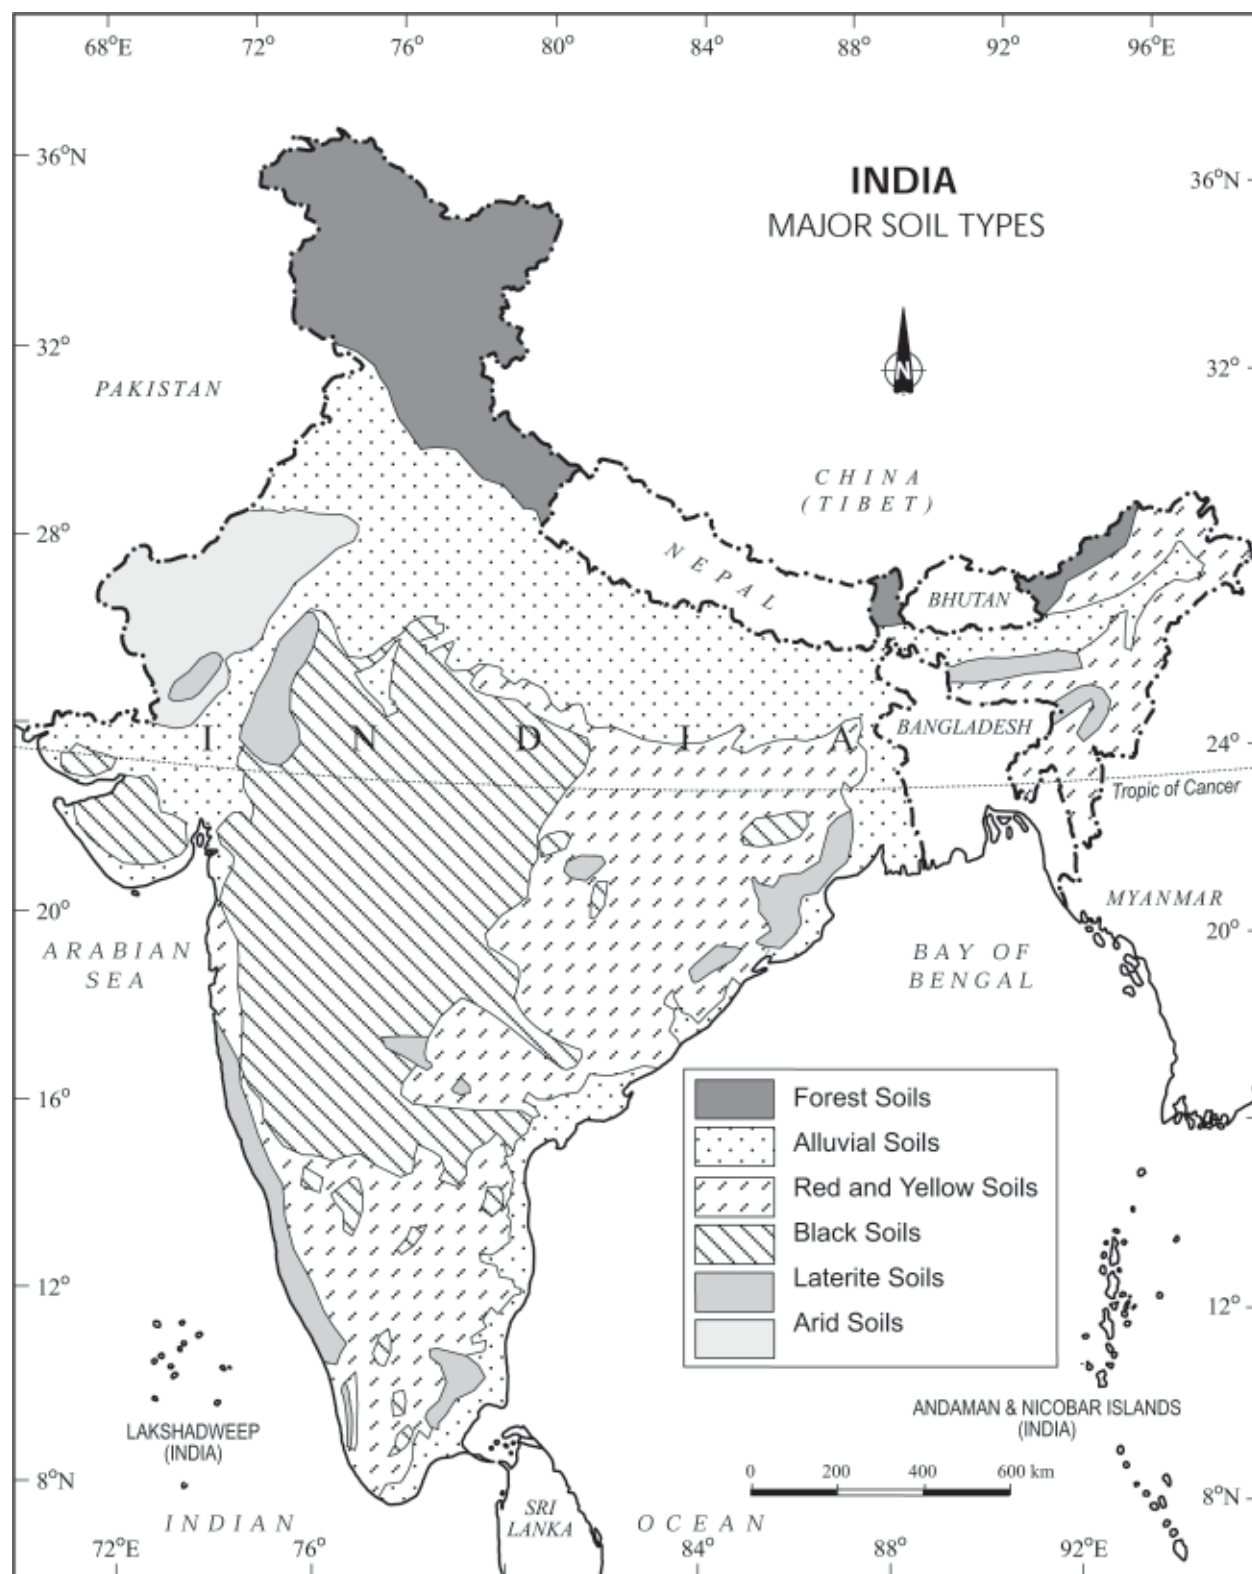 68°E 72° 76° 80° 84° 88° 92° 96°E
36°N
INDIA
36°N
MAJOR SOIL TYPES
N
32°
32°
PAKISTAN
CHINA
(TIBET)
28°
NEPAL
BHUTAN
INDIA
BANGLADESH
24°
Tropic of Cancer
20°
MYANMAR
20°
ARABIAN
SEA
BAY OF
BENGAL
16°
Forest Soils
Alluvial Soils
Red and Yellow Soils
Black Soils
Laterite Soils
Arid Soils
12°
12°
LAKSHADWEEP
(INDIA)
ANDAMAN & NICOBAR ISLANDS
(INDIA)
8°N
0 200 400 600 km
8°N
SRI
LANKA
INDIAN OCEAN
72°E 76° 84° 88° 92°E